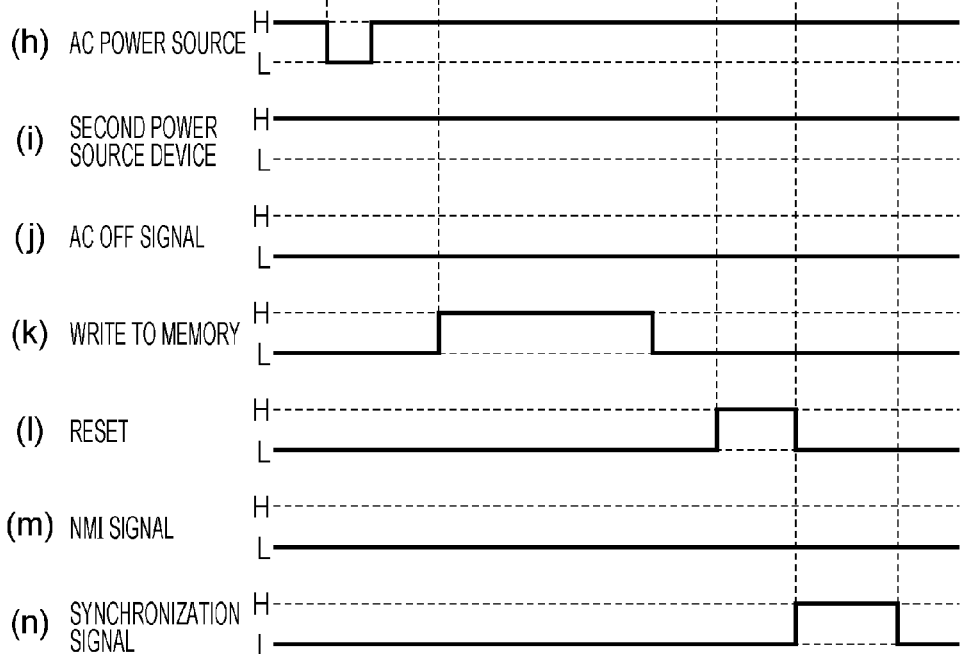 H
(h) AC POWER SOURCE
L
H
(i) SECOND POWER
SOURCE DEVICE
L
H
(j) AC OFF SIGNAL
L
H
(k) WRITE TO MEMORY
L
H
(l) RESET
L
H
(m) NMI SIGNAL
L
H
(n) SYNCHRONIZATION
SIGNAL
L